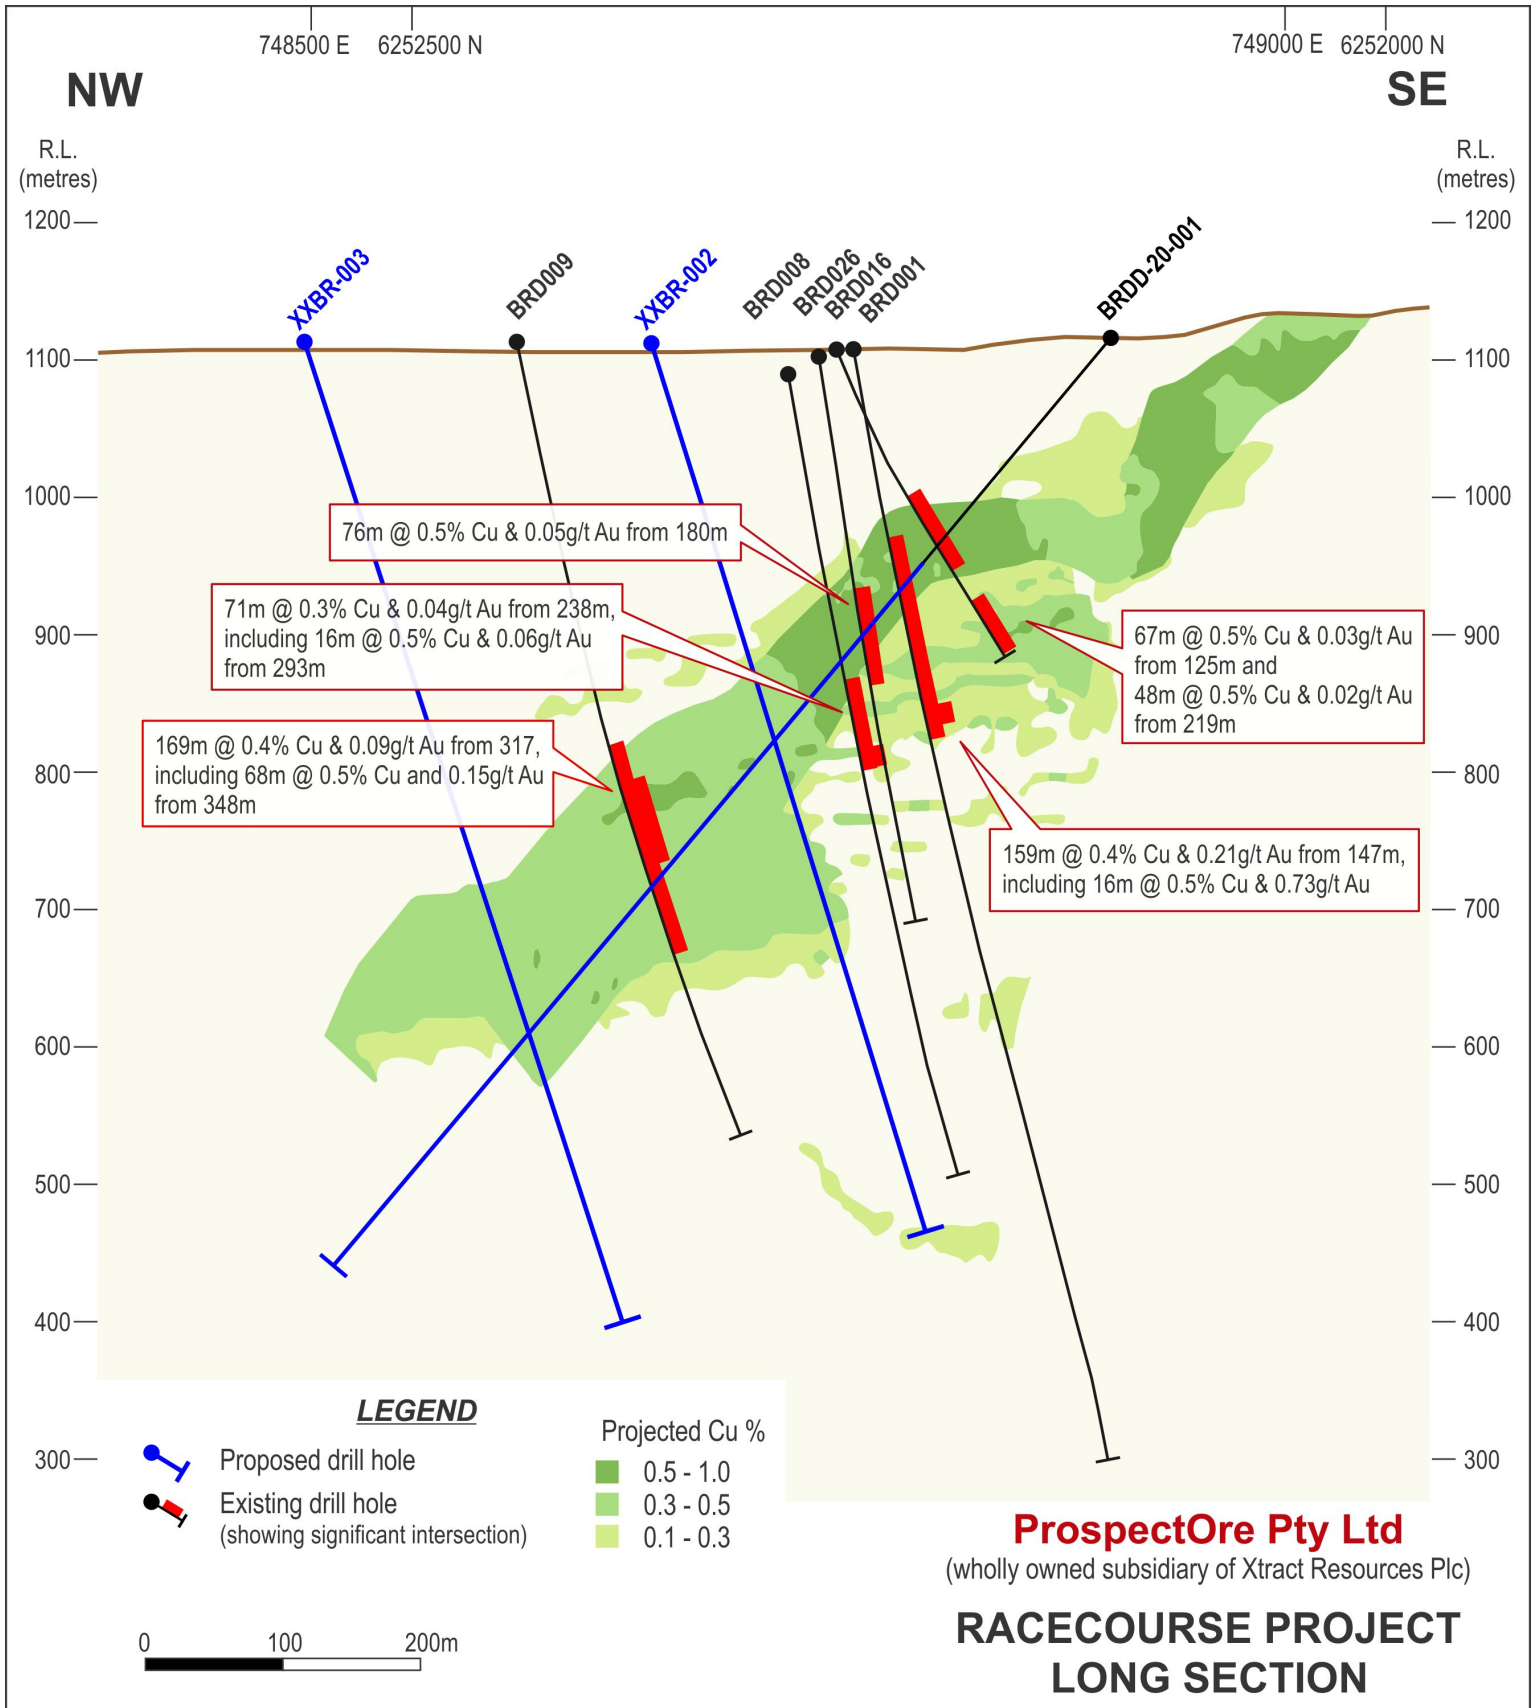 748500 E
6252500 N
749000 E
6252000 N
NW
SE
R.L.
(metres)
R.L.
(metres)
1200
1200
XXBR-003
BRD009
XXBR-002
BRD008
BRD026
BRD016
BRD001
BRDD-20-001
1100
1100
1000
1000
76m @ 0.5% Cu & 0.05g/t Au from 180m
71m @ 0.3% Cu & 0.04g/t Au from 238m,
including 16m @ 0.5% Cu & 0.06g/t Au
from 293m
900
900
67m @ 0.5% Cu & 0.03g/t Au
from 125m and
48m @ 0.5% Cu & 0.02g/t Au
from 219m
169m @ 0.4% Cu & 0.09g/t Au from 317,
including 68m @ 0.5% Cu and 0.15g/t Au
from 348m
800
800
159m @ 0.4% Cu & 0.21g/t Au from 147m,
including 16m @ 0.5% Cu & 0.73g/t Au
700
700
600
600
500
500
400
400
300
300
LEGEND
Proposed drill hole
Existing drill hole
(showing significant intersection)
Projected Cu %
0.5 - 1.0
0.3 - 0.5
0.1 - 0.3
0 100 200m
ProspectOre Pty Ltd
(wholly owned subsidiary of Xtract Resources Plc)
RACECOURSE PROJECT
LONG SECTION